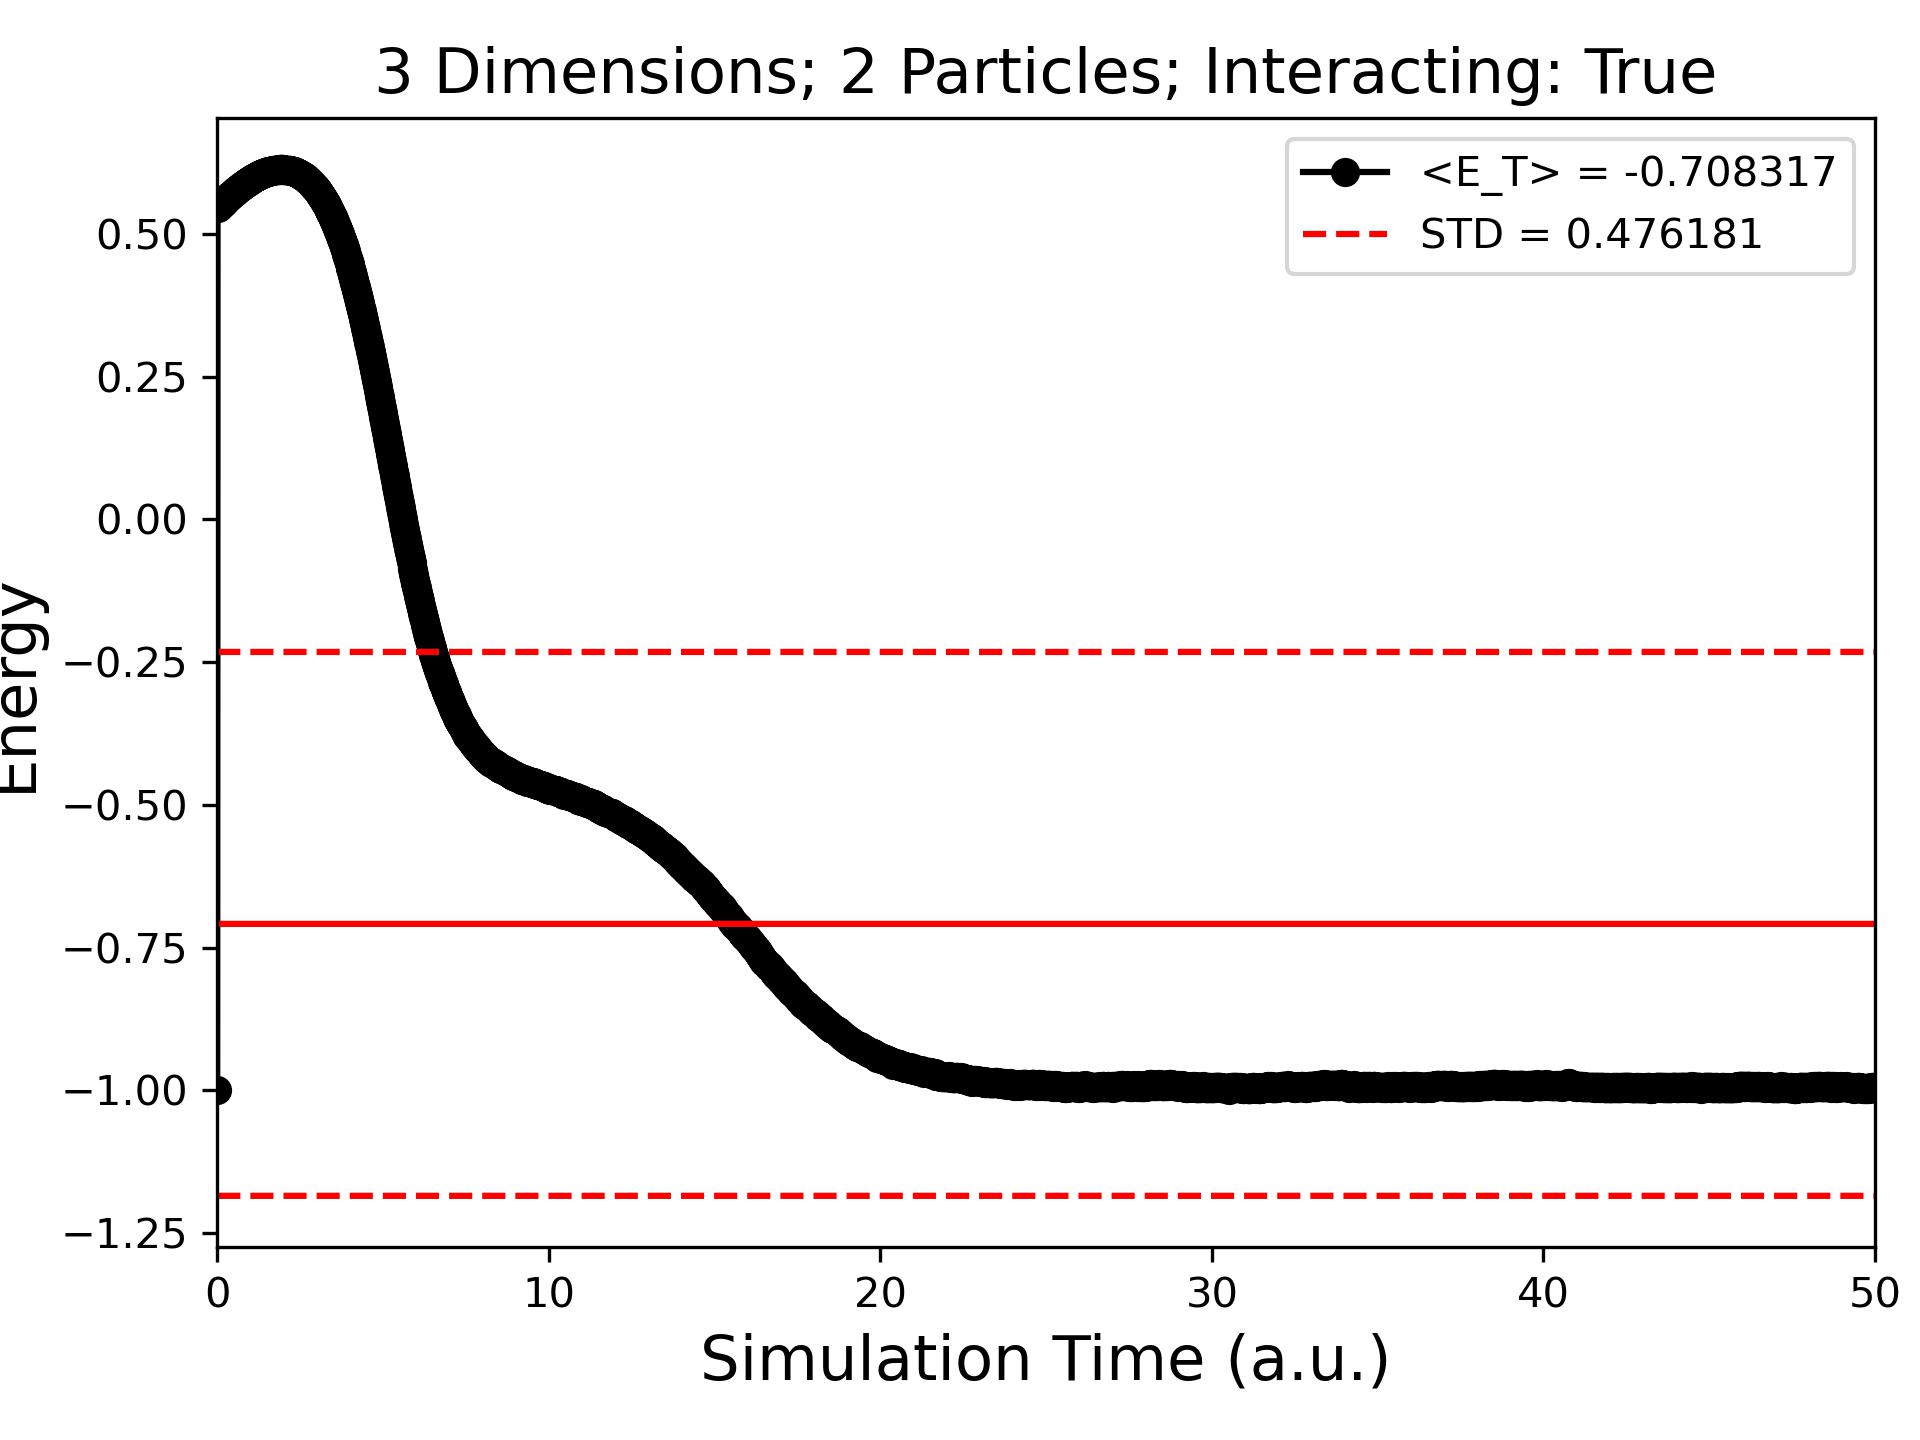 3 Dimensions; 2 Particles; Interacting: True
<E_T> = -0.708317
STD = 0.476181
Energy
0.50
0.25
0.00
−0.25
−0.50
−0.75
−1.00
−1.25
0 10 20 30 40 50
Simulation Time (a.u.)